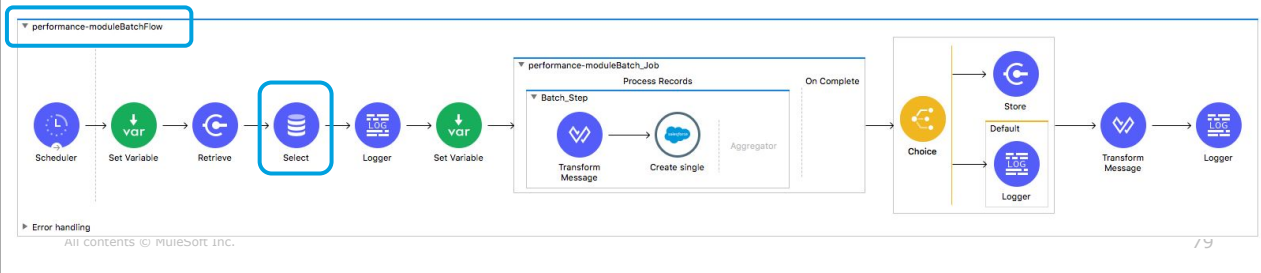 performance-moduleBatchFlow
Scheduler
var
Set Variable
Retrieve
Select
LOG
Logger
var
Set Variable
performance-moduleBatch_Job
Process Records
On Complete
Batch_Step
Transform
Message
salesforce
Create single
Aggregator
Choice
Store
Default
LOG
Logger
Transform
Message
LOG
Logger
Error handling
All contents © MuleSoft Inc.
79